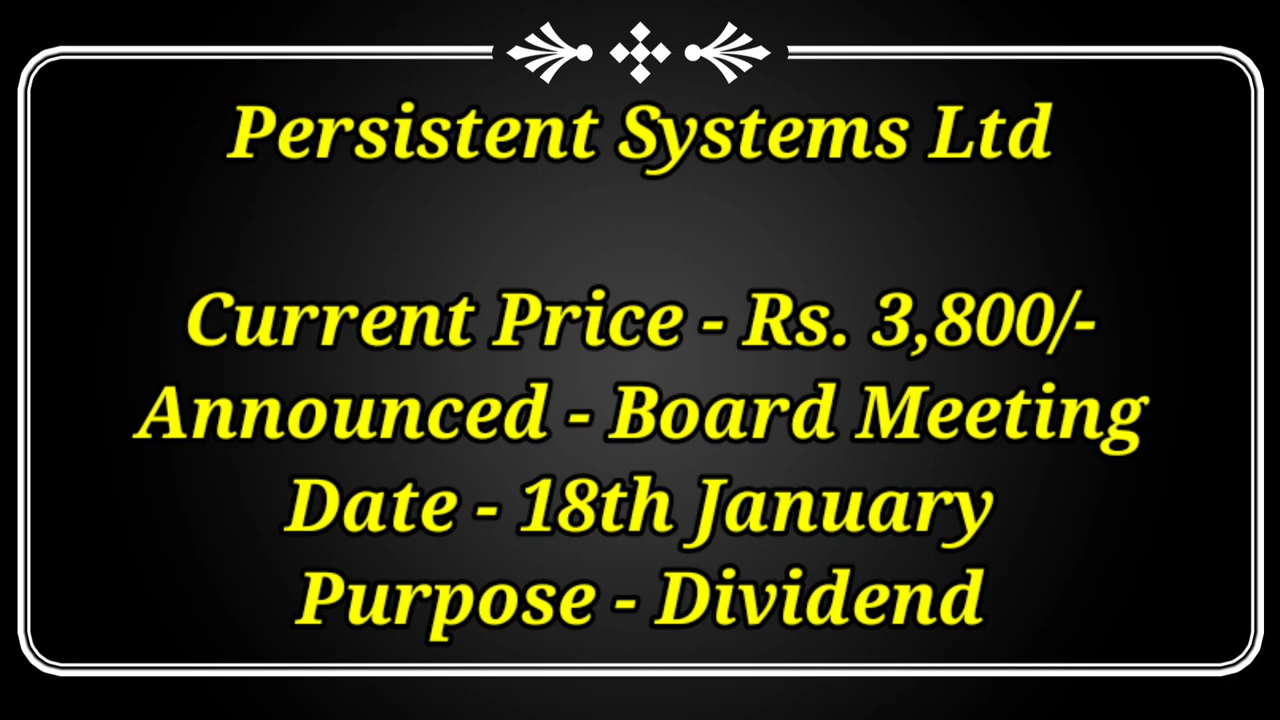 Persistent Systems Ltd
Current Price - Rs. 3,800/-
Announced - Board Meeting
Date - 18th January
Purpose - Dividend